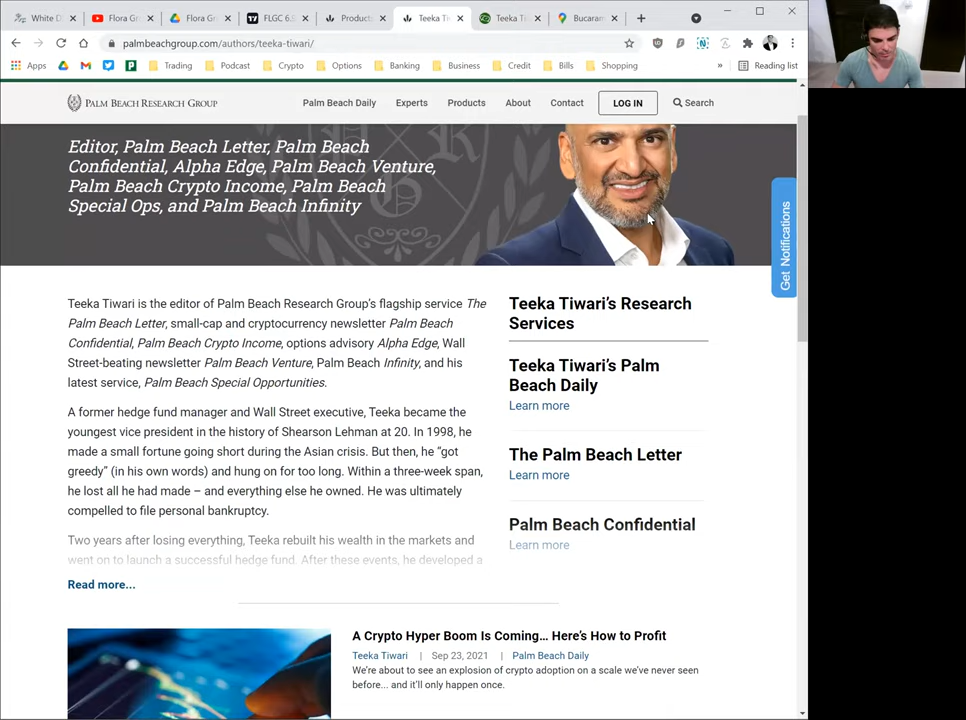 White D
Flora Gr
Flora Gr
FLGC 6.
Products
Teeka Ti
Teeka Ti
Bucaram
palmbeachgroup.com/authors/teeka-tiwari/
Apps
Trading
Podcast
Crypto
Options
Banking
Business
Credit
Bills
Shopping
»
Reading list
PALM BEACH RESEARCH GROUP
Palm Beach Daily
Experts
Products
About
Contact
LOG IN
Search
Editor, Palm Beach Letter, Palm Beach
Confidential, Alpha Edge, Palm Beach Venture,
Palm Beach Crypto Income, Palm Beach
Special Ops, and Palm Beach Infinity
Get Notifications
Teeka Tiwari is the editor of Palm Beach Research Group's flagship service The
Palm Beach Letter, small-cap and cryptocurrency newsletter Palm Beach
Confidential, Palm Beach Crypto Income, options advisory Alpha Edge, Wall
Street-beating newsletter Palm Beach Venture, Palm Beach Infinity, and his
latest service, Palm Beach Special Opportunities.
A former hedge fund manager and Wall Street executive, Teeka became the
youngest vice president in the history of Shearson Lehman at 20. In 1998, he
made a small fortune going short during the Asian crisis. But then, he “got
greedy” (in his own words) and hung on for too long. Within a three-week span,
he lost all he had made – and everything else he owned. He was ultimately
compelled to file personal bankruptcy.
Two years after losing everything, Teeka rebuilt his wealth in the markets and
went on to launch a successful hedge fund. After these events, he developed a
Read more...
Teeka Tiwari's Research
Services
Teeka Tiwari's Palm
Beach Daily
Learn more
The Palm Beach Letter
Learn more
Palm Beach Confidential
Learn more
A Crypto Hyper Boom Is Coming... Here's How to Profit
Teeka Tiwari | Sep 23, 2021 | Palm Beach Daily
We're about to see an explosion of crypto adoption on a scale we've never seen
before... and it'll only happen once.